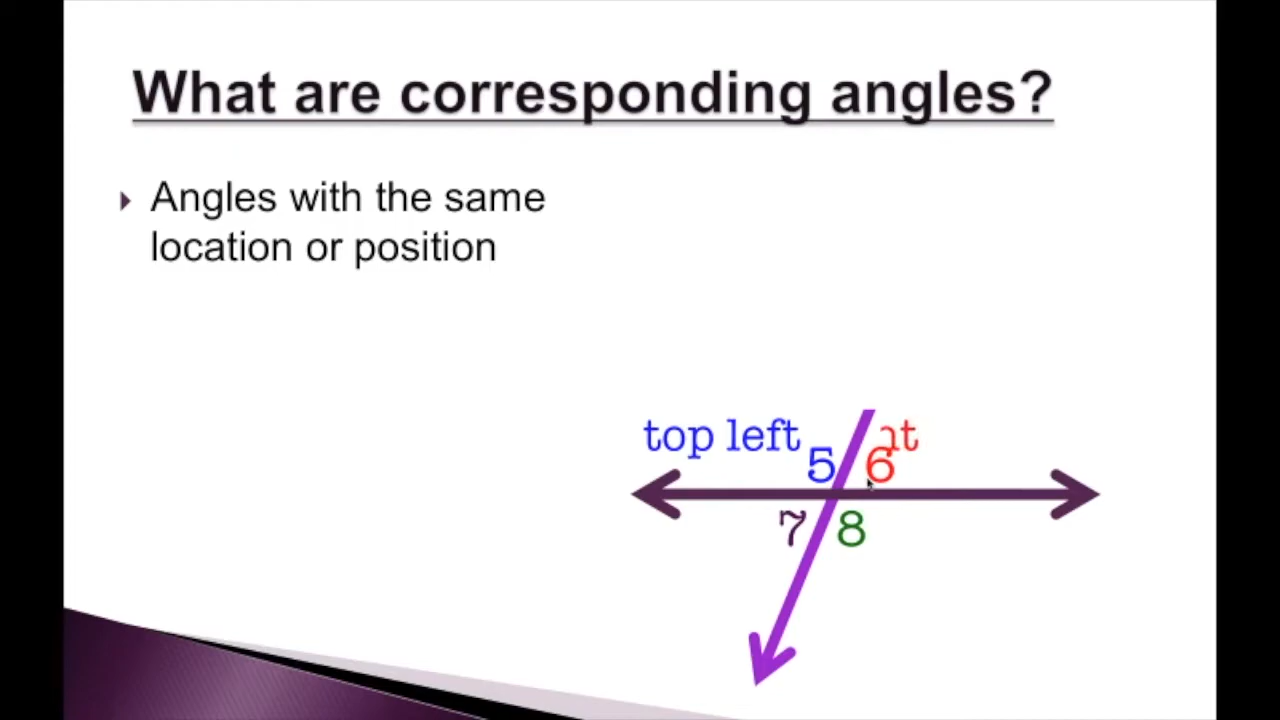 What are corresponding angles?
Angles with the same
location or position
top left
5
6
7
8